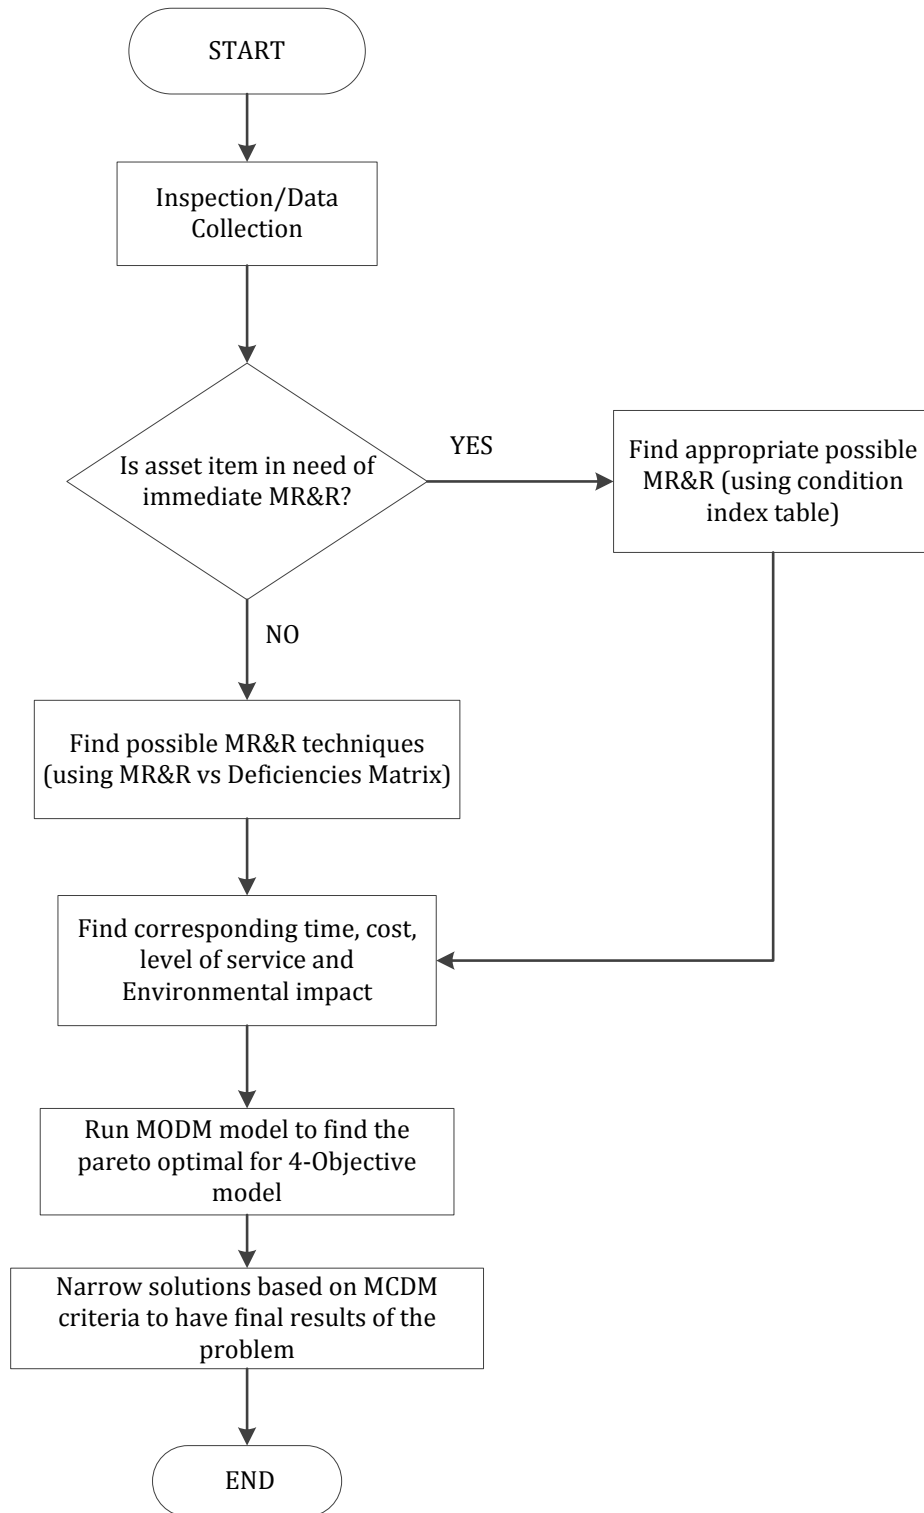 START
Inspection/Data
Collection
Is asset item in need of
immediate MR&R?
YES
Find appropriate possible
MR&R (using condition
index table)
NO
Find possible MR&R techniques
(using MR&R vs Deficiencies Matrix)
Find corresponding time, cost,
level of service and
Environmental impact
Run MODM model to find the
pareto optimal for 4-Objective
model
Narrow solutions based on MCDM
criteria to have final results of the
problem
END